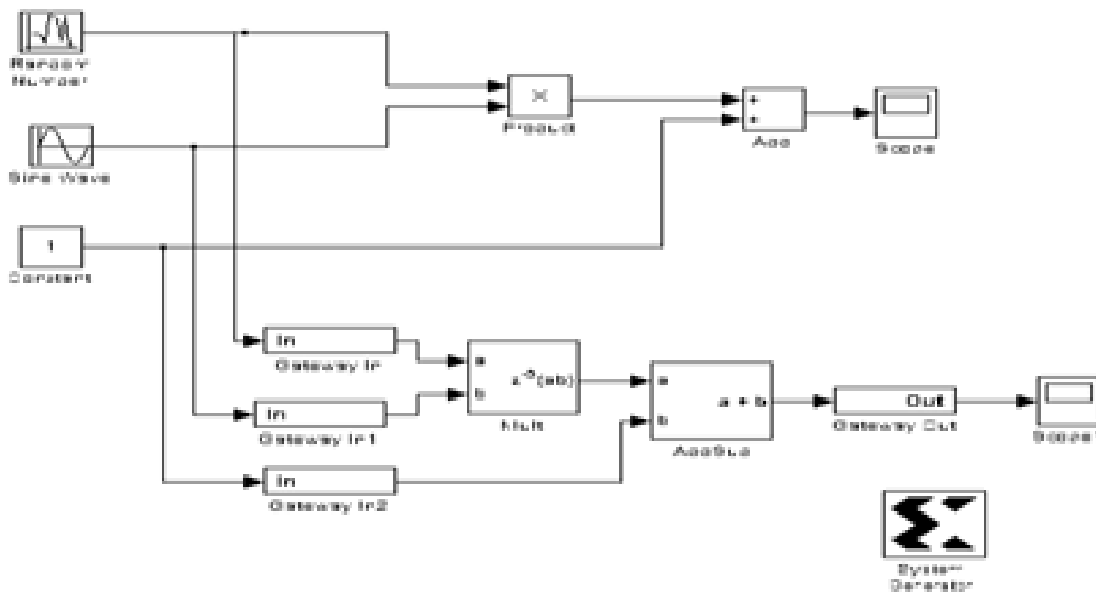 Random
Number
Product
Add
Scope
Sine Wave
1
Constant
In
Gateway In
a
b
(ab)
Mult
In
Gateway In1
In
Gateway In2
a
b
a + b
AddSub
Out
Gateway Out
System
Generator